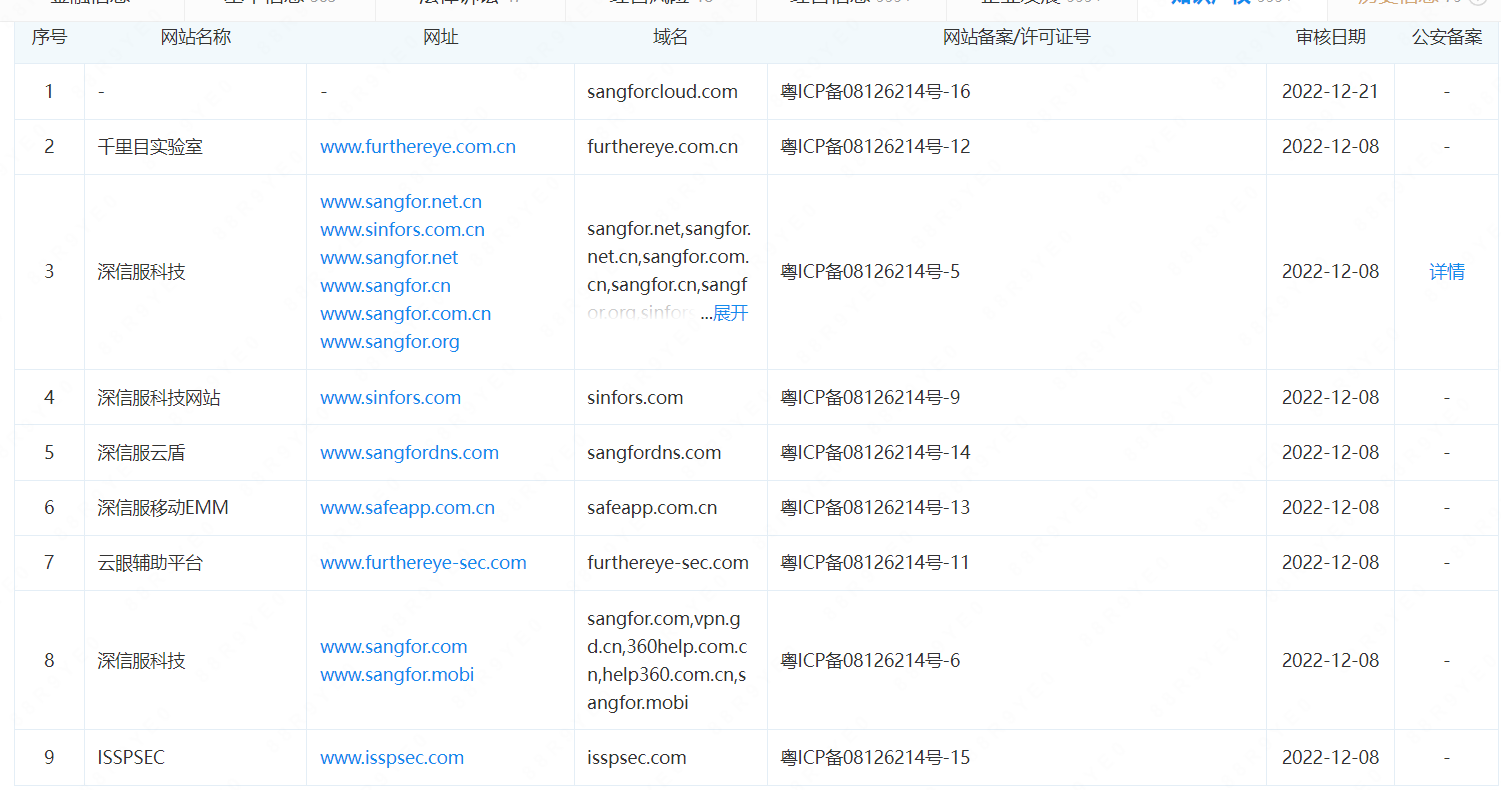 序号 网站名称 网址 域名 网站备案/许可证号 审核日期 公安备案
1 - - sangforcloud.com 粤ICP备08126214号-16 2022-12-21 -
2 千里目实验室 www.furthereye.com.cn furthereye.com.cn 粤ICP备08126214号-12 2022-12-08 -
www.sangfor.net.cn
www.sinfors.com.cn
www.sangfor.net
www.sangfor.cn
www.sangfor.com.cn
www.sangfor.org
sangfor.net,sangfor.
net.cn,sangfor.com.
cn,sangfor.cn,sangf
or.org,sinfors ...展开
3 深信服科技 粤ICP备08126214号-5 2022-12-08 详情
4 深信服科技网站 www.sinfors.com sinfors.com 粤ICP备08126214号-9 2022-12-08 -
5 深信服云盾 www.sangfordns.com sangfordns.com 粤ICP备08126214号-14 2022-12-08 -
6 深信服移动EMM www.safeapp.com.cn safeapp.com.cn 粤ICP备08126214号-13 2022-12-08 -
7 云眼辅助平台 www.furthereye-sec.com furthereye-sec.com 粤ICP备08126214号-11 2022-12-08 -
8 深信服科技 www.sangfor.com
www.sangfor.mobi
sangfor.com,vpn.g
d.cn,360help.com.c
n,help360.com.cn,s
angfor.mobi
粤ICP备08126214号-6 2022-12-08 -
9 ISSPSEC www.isspsec.com isspsec.com 粤ICP备08126214号-15 2022-12-08 -